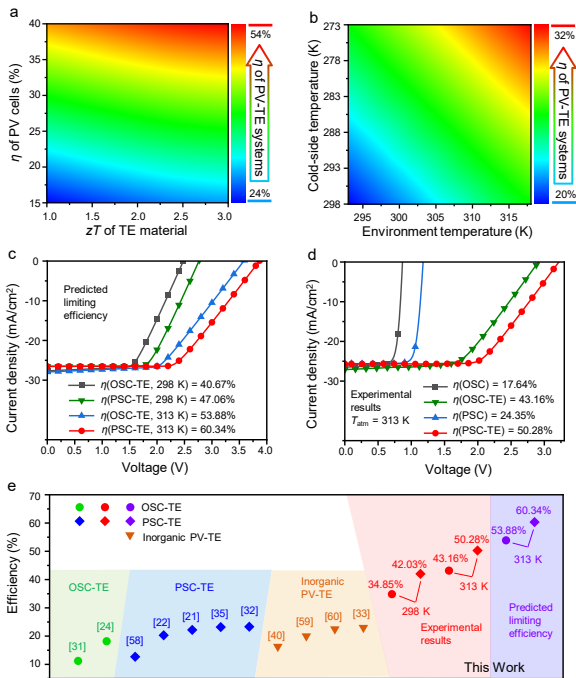 a
η of PV cells (%)
40
35
30
25
20
15
1.0 1.5 2.0 2.5 3.0
zT of TE material
54%
η of PV-TE systems
24%
b
Cold-side temperature (K)
273
278
283
288
293
298
295 300 305 310 315
Environment temperature (K)
32%
η of PV-TE systems
20%
c
Current density (mA/cm²)
0
-10
-20
-30
Predicted
limiting
efficiency
η(OSC-TE, 298 K) = 40.67%
η(PSC-TE, 298 K) = 47.06%
η(OSC-TE, 313 K) = 53.88%
η(PSC-TE, 313 K) = 60.34%
0.0 0.5 1.0 1.5 2.0 2.5 3.0 3.5 4.0
Voltage (V)
d
Current density (mA/cm²)
0
-10
-20
-30
Experimental
results
Tatm = 313 K
η(OSC) = 17.64%
η(OSC-TE) = 43.16%
η(PSC) = 24.35%
η(PSC-TE) = 50.28%
0.0 0.5 1.0 1.5 2.0 2.5 3.0
Voltage (V)
e
Efficiency (%)
70
60
50
40
30
20
10
OSC-TE
PSC-TE
Inorganic PV-TE
OSC-TE
[31]
[24]
PSC-TE
[58]
[22]
[21]
[35]
[32]
Inorganic
PV-TE
[40]
[59]
[60]
[33]
34.85%
42.03%
298 K
43.16%
50.28%
313 K
Experimental
results
53.88%
60.34%
313 K
Predicted
limiting
efficiency
This Work